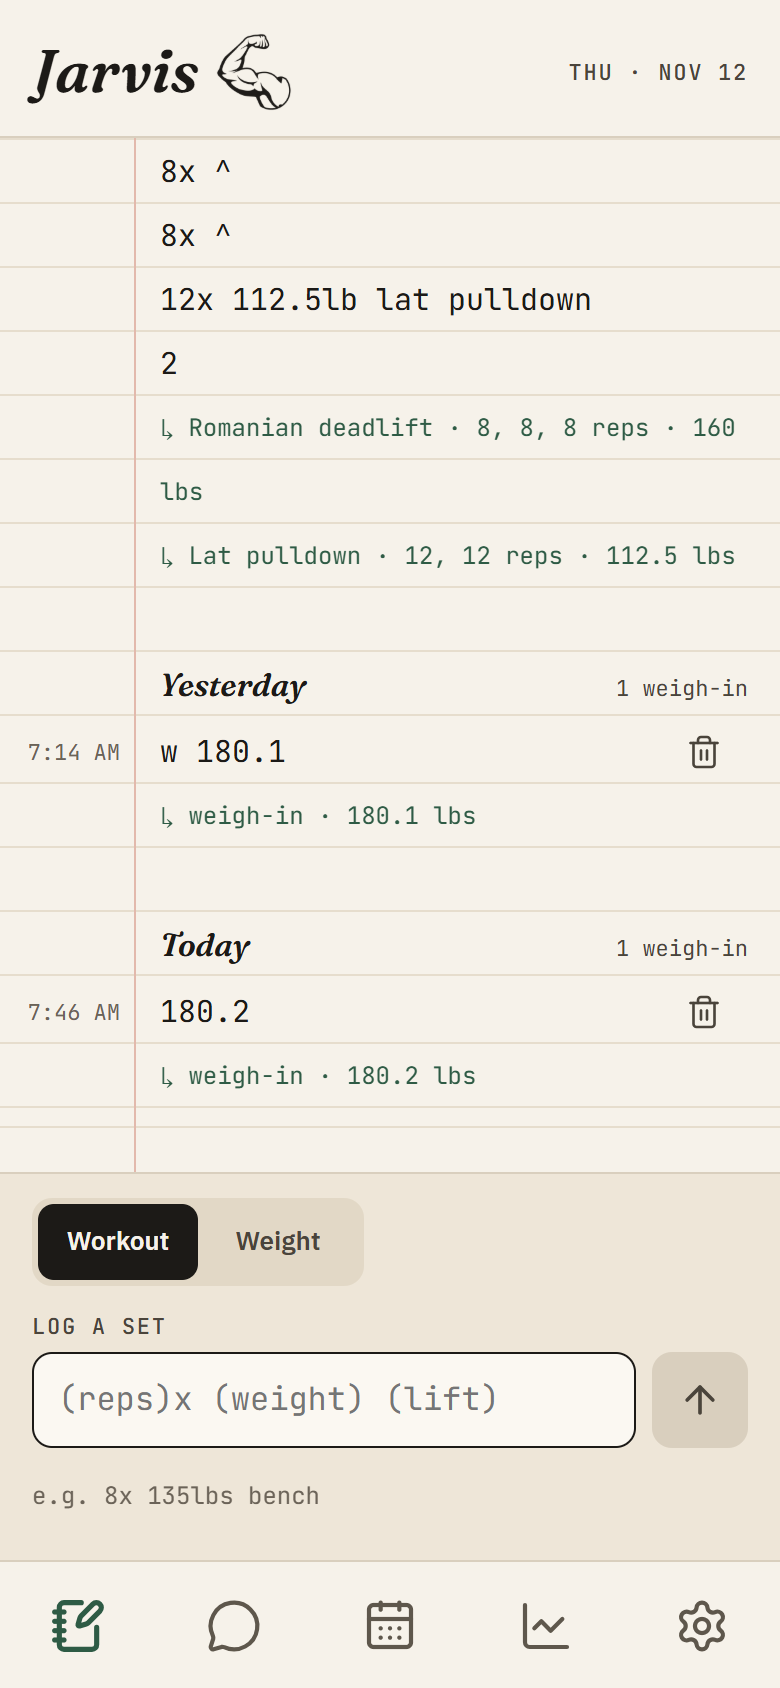 Jarvis
THU · NOV 12
8x ^
8x ^
12x 112.5lb lat pulldown
2
↳ Romanian deadlift · 8, 8, 8 reps · 160
lbs
↳ Lat pulldown · 12, 12 reps · 112.5 lbs
Yesterday 1 weigh-in
7:14 AM w 180.1
↳ weigh-in · 180.1 lbs
Today 1 weigh-in
7:46 AM 180.2
↳ weigh-in · 180.2 lbs
Workout Weight
LOG A SET
(reps)x (weight) (lift)
e.g. 8x 135lbs bench